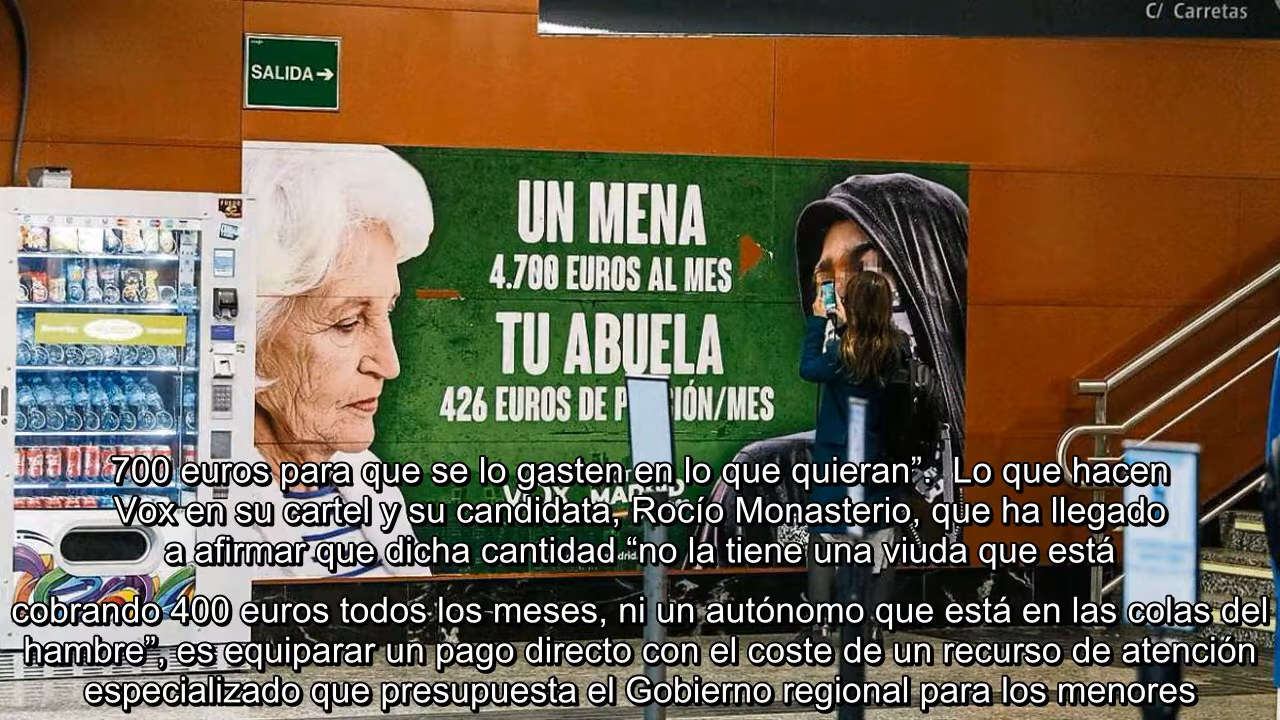 C/ Carretas
SALIDA→
UN MENA
4.700 EUROS AL MES
TU ABUELA
426 EUROS DE P IÓN/MES
700 euros para que se lo gasten en lo que quieran”. Lo que hacen
Vox en su cartel y su candidata, Rocío Monasterio, que ha llegado
a afirmar que dicha cantidad “no la tiene una viuda que está
cobrando 400 euros todos los meses, ni un autónomo que está en las colas del
hambre”, es equiparar un pago directo con el coste de un recurso de atención
especializado que presupuesta el Gobierno regional para los menores